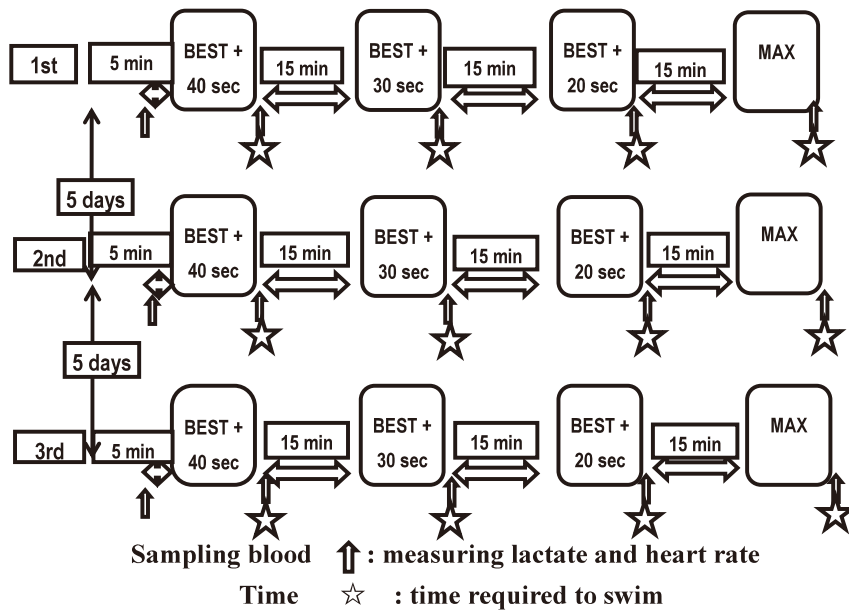 1st 5 min BEST + 40 sec 15 min BEST + 30 sec 15 min BEST + 20 sec 15 min MAX
5 days
2nd 5 min BEST + 40 sec 15 min BEST + 30 sec 15 min BEST + 20 sec 15 min MAX
5 days
3rd 5 min BEST + 40 sec 15 min BEST + 30 sec 15 min BEST + 20 sec 15 min MAX
Sampling blood ⇧ : measuring lactate and heart rate
Time ☆ : time required to swim